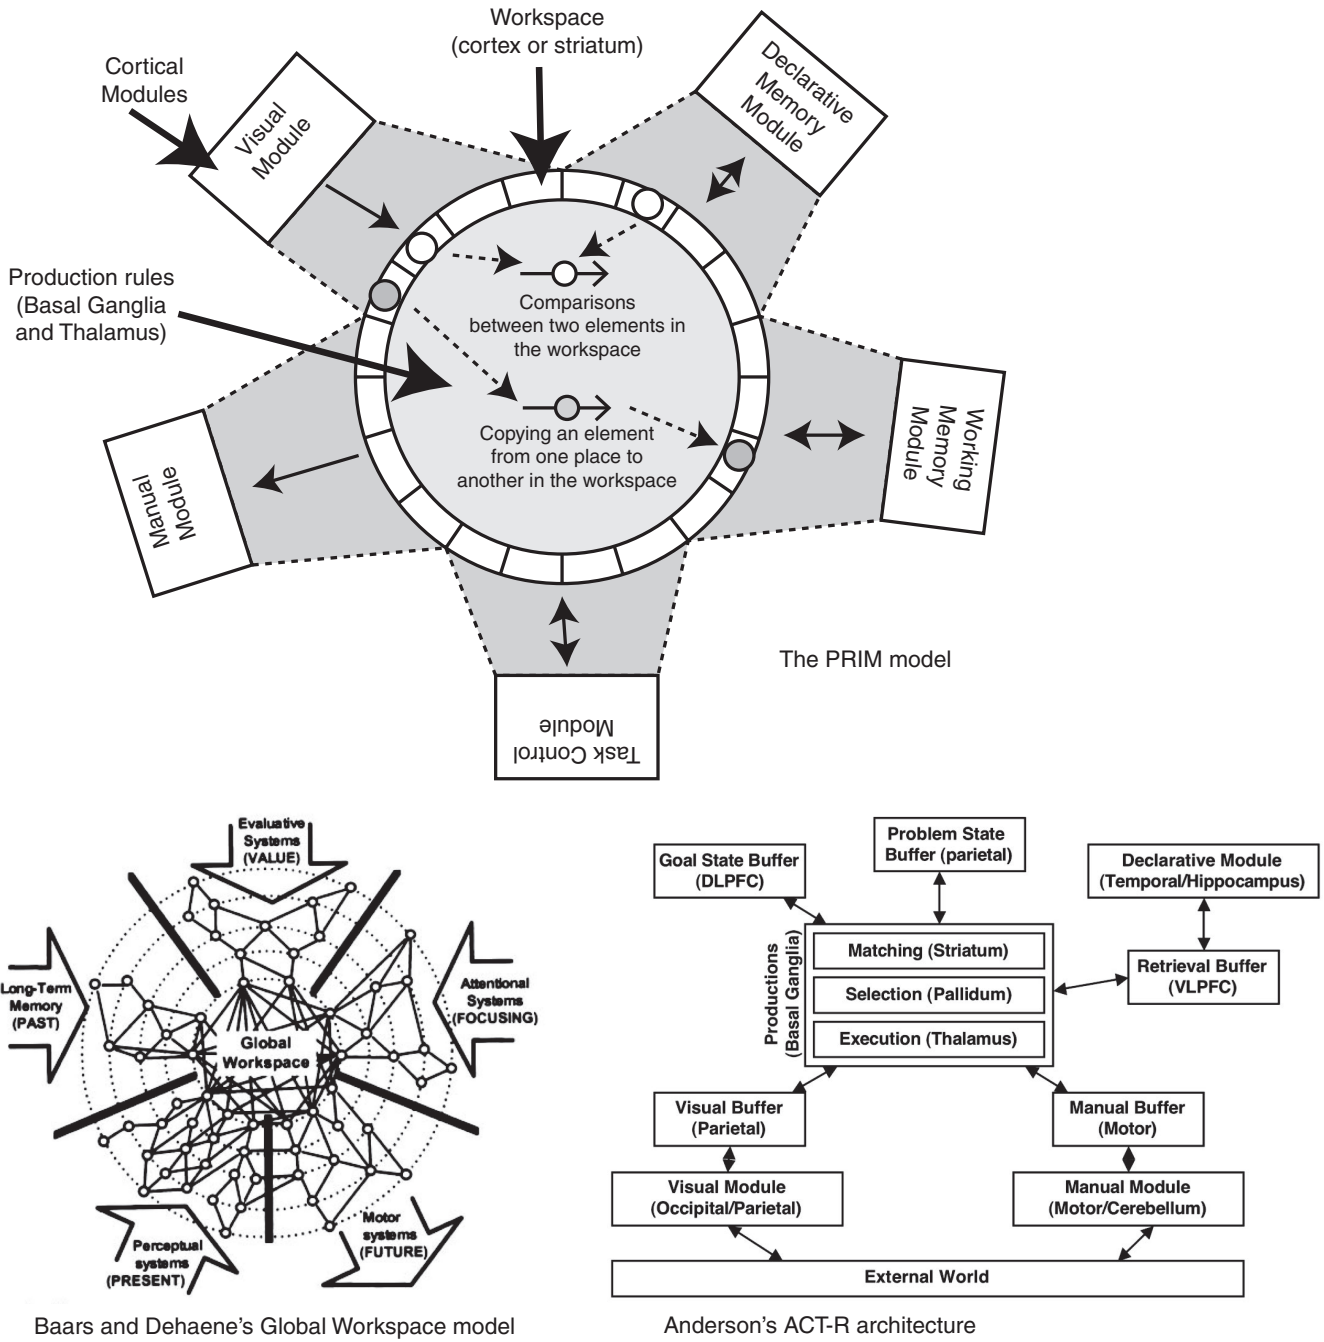 Workspace
(cortex or striatum)
Cortical
Modules
Visual
Module
Declarative
Memory
Module
Production rules
(Basal Ganglia
and Thalamus)
Comparisons
between two elements in
the workspace
Copying an element
from one place to
another in the workspace
Working
Memory
Module
Manual
Module
Task Control
Module
The PRIM model
Evaluative
Systems
(VALUE)
Long-Term
Memory
(PAST)
Attentional
Systems
(FOCUSING)
Global
Workspace
Perceptual
systems
(PRESENT)
Motor
systems
(FUTURE)
Baars and Dehaene's Global Workspace model
Goal State Buffer
(DLPFC)
Problem State
Buffer (parietal)
Declarative Module
(Temporal/Hippocampus)
Productions
(Basal Ganglia)
Matching (Striatum)
Selection (Pallidum)
Execution (Thalamus)
Retrieval Buffer
(VLPFC)
Visual Buffer
(Parietal)
Manual Buffer
(Motor)
Visual Module
(Occipital/Parietal)
Manual Module
(Motor/Cerebellum)
External World
Anderson's ACT-R architecture